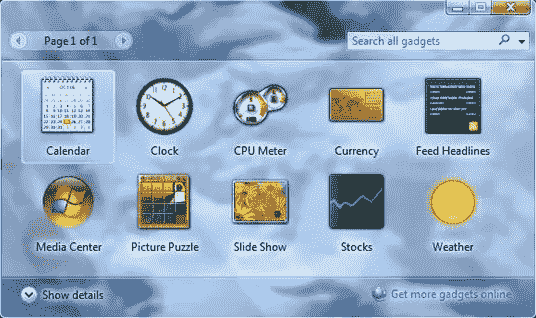 Page 1 of 1
Search all gadgets
Calendar
Clock
CPU Meter
Currency
Feed Headlines
Media Center
Picture Puzzle
Slide Show
Stocks
Weather
Show details
Get more gadgets online